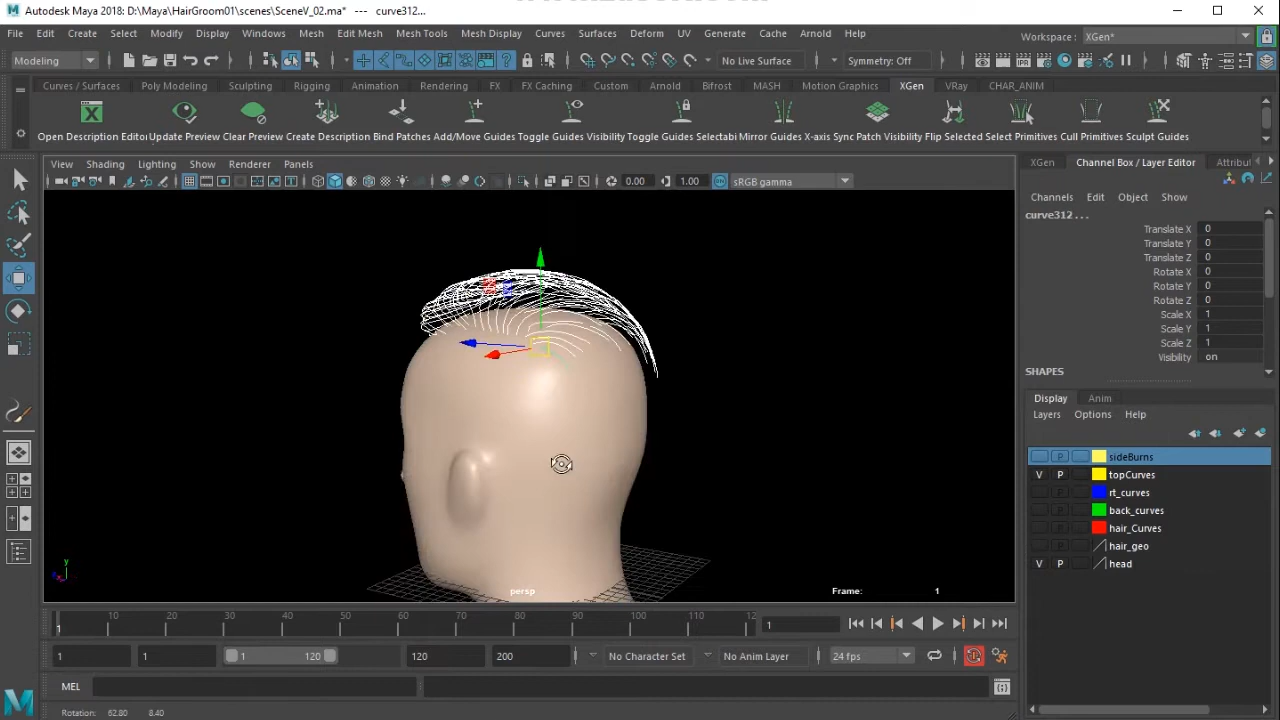 Autodesk Maya 2018: D:\Maya\HairGroom01\scenes\SceneV_02.ma* --- curve312...
File Edit Create Select Modify Display Windows Mesh Edit Mesh Mesh Tools Mesh Display Curves Surfaces Deform UV Generate Cache Arnold Help
Workspace : XGen*
Modeling
No Live Surface
Symmetry: Off
Curves / Surfaces Poly Modeling Sculpting Rigging Animation Rendering FX FX Caching Custom Arnold Bifrost MASH Motion Graphics XGen VRay CHAR_ANIM
Open Description Editor Update Preview Clear Preview Create Description Bind Patches Add/Move Guides Toggle Guides Visibility Toggle Guides Selectabi Mirror Guides X-axis Sync Patch Visibility Flip Selected Select Primitives Cull Primitives Sculpt Guides
View Shading Lighting Show Renderer Panels
0.00 1.00 sRGB gamma
XGen Channel Box / Layer Editor Attribut
Channels Edit Object Show
curve312 . . .
Translate X 0
Translate Y 0
Translate Z 0
Rotate X 0
Rotate Y 0
Rotate Z 0
Scale X 1
Scale Y 1
Scale Z 1
Visibility on
SHAPES
Display Anim
Layers Options Help
sideBurns
V P topCurves
rt_curves
back_curves
hair_Curves
hair_geo
V P head
y
persp
Frame: 1
1 10 20 30 40 50 60 70 80 90 100 110 12
1
1 1 1 120 120 200 No Character Set No Anim Layer 24 fps
MEL
Rotation: 62.80 8.40